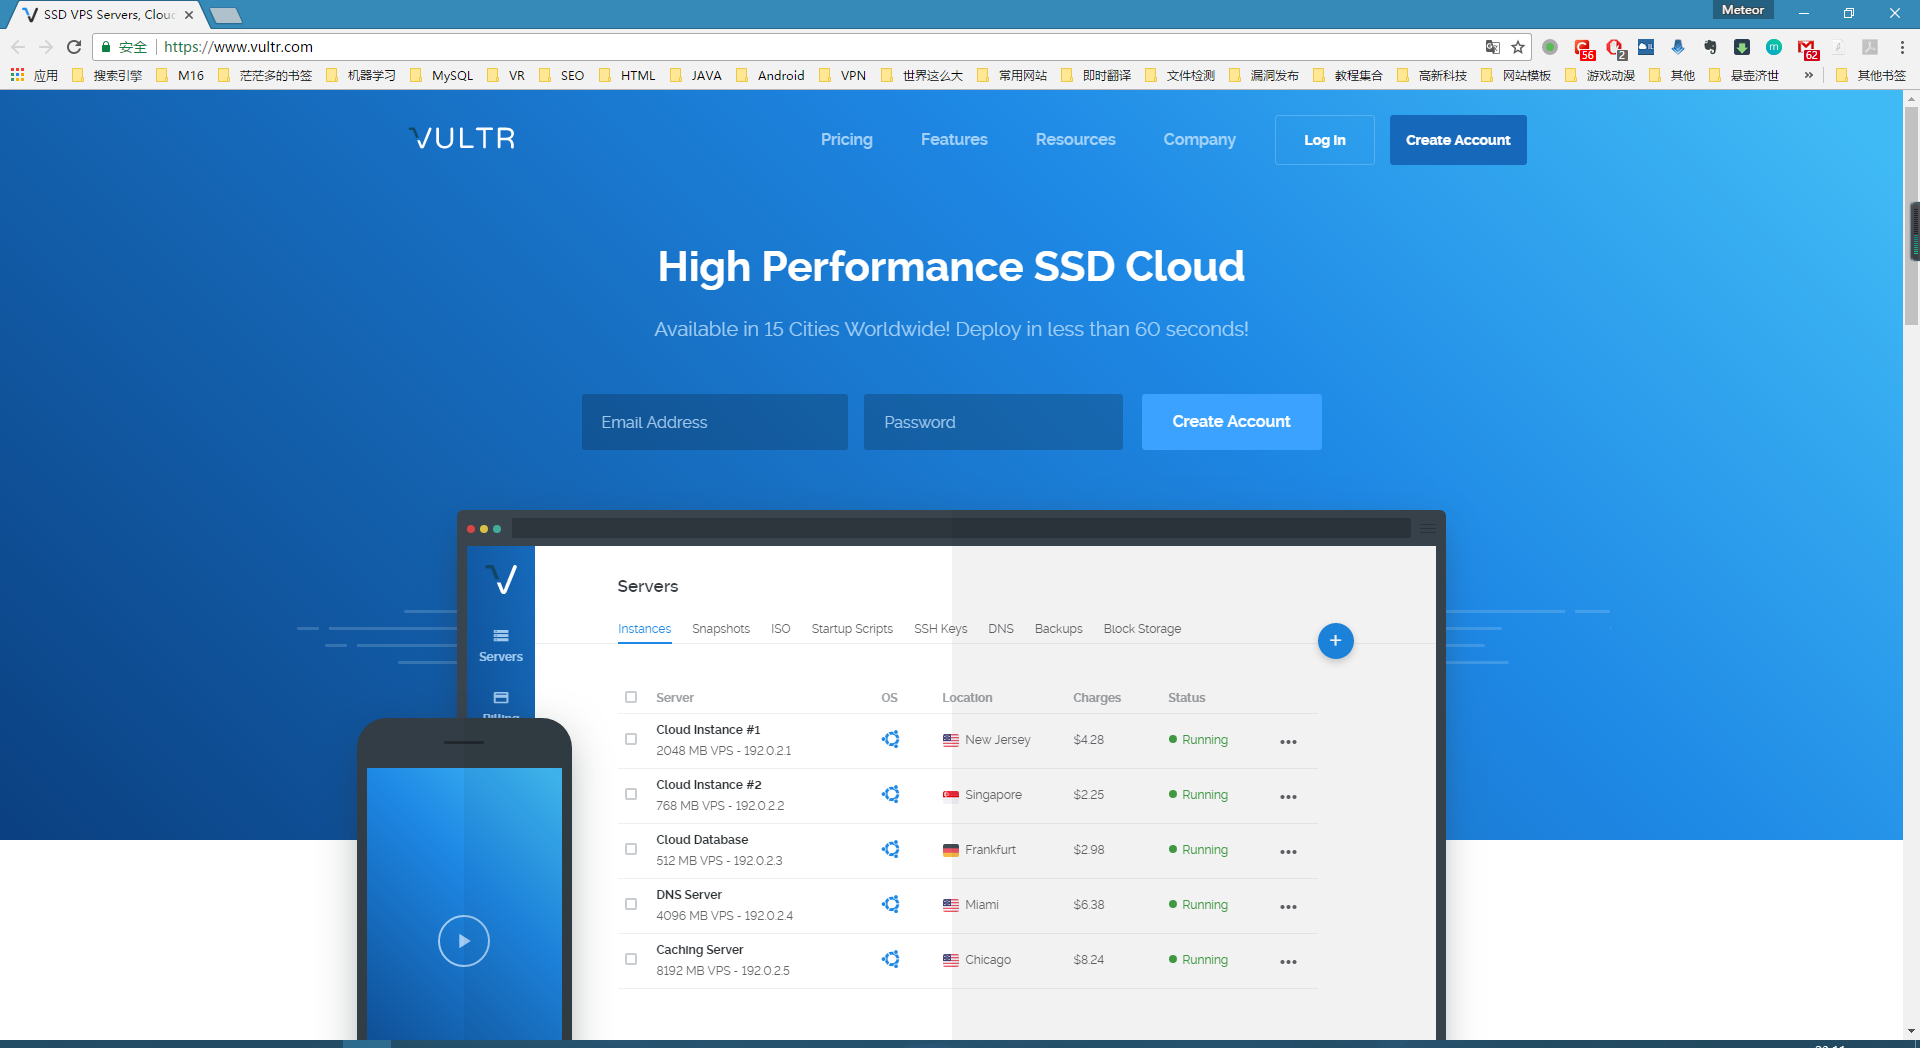 SSD VPS Servers, Clou
Meteor
安全 https://www.vultr.com
56 2 62
应用 搜索引擎 M16 茫茫多的书签 机器学习 MySQL VR SEO HTML JAVA Android VPN 世界这么大 常用网站 即时翻译 文件检测 漏洞发布 教程集合 高新科技 网站模板 游戏动漫 其他 悬壶济世 » 其他书签
VULTR Pricing Features Resources Company Log In Create Account
High Performance SSD Cloud
Available in 15 Cities Worldwide! Deploy in less than 60 seconds!
Email Address Password Create Account
Servers
Instances Snapshots ISO Startup Scripts SSH Keys DNS Backups Block Storage
Servers
Billing
Server OS Location Charges Status
Cloud Instance #1
2048 MB VPS - 192.0.2.1
New Jersey $4.28 Running
Cloud Instance #2
768 MB VPS - 192.0.2.2
Singapore $2.25 Running
Cloud Database
512 MB VPS - 192.0.2.3
Frankfurt $2.98 Running
DNS Server
4096 MB VPS - 192.0.2.4
Miami $6.38 Running
Caching Server
8192 MB VPS - 192.0.2.5
Chicago $8.24 Running